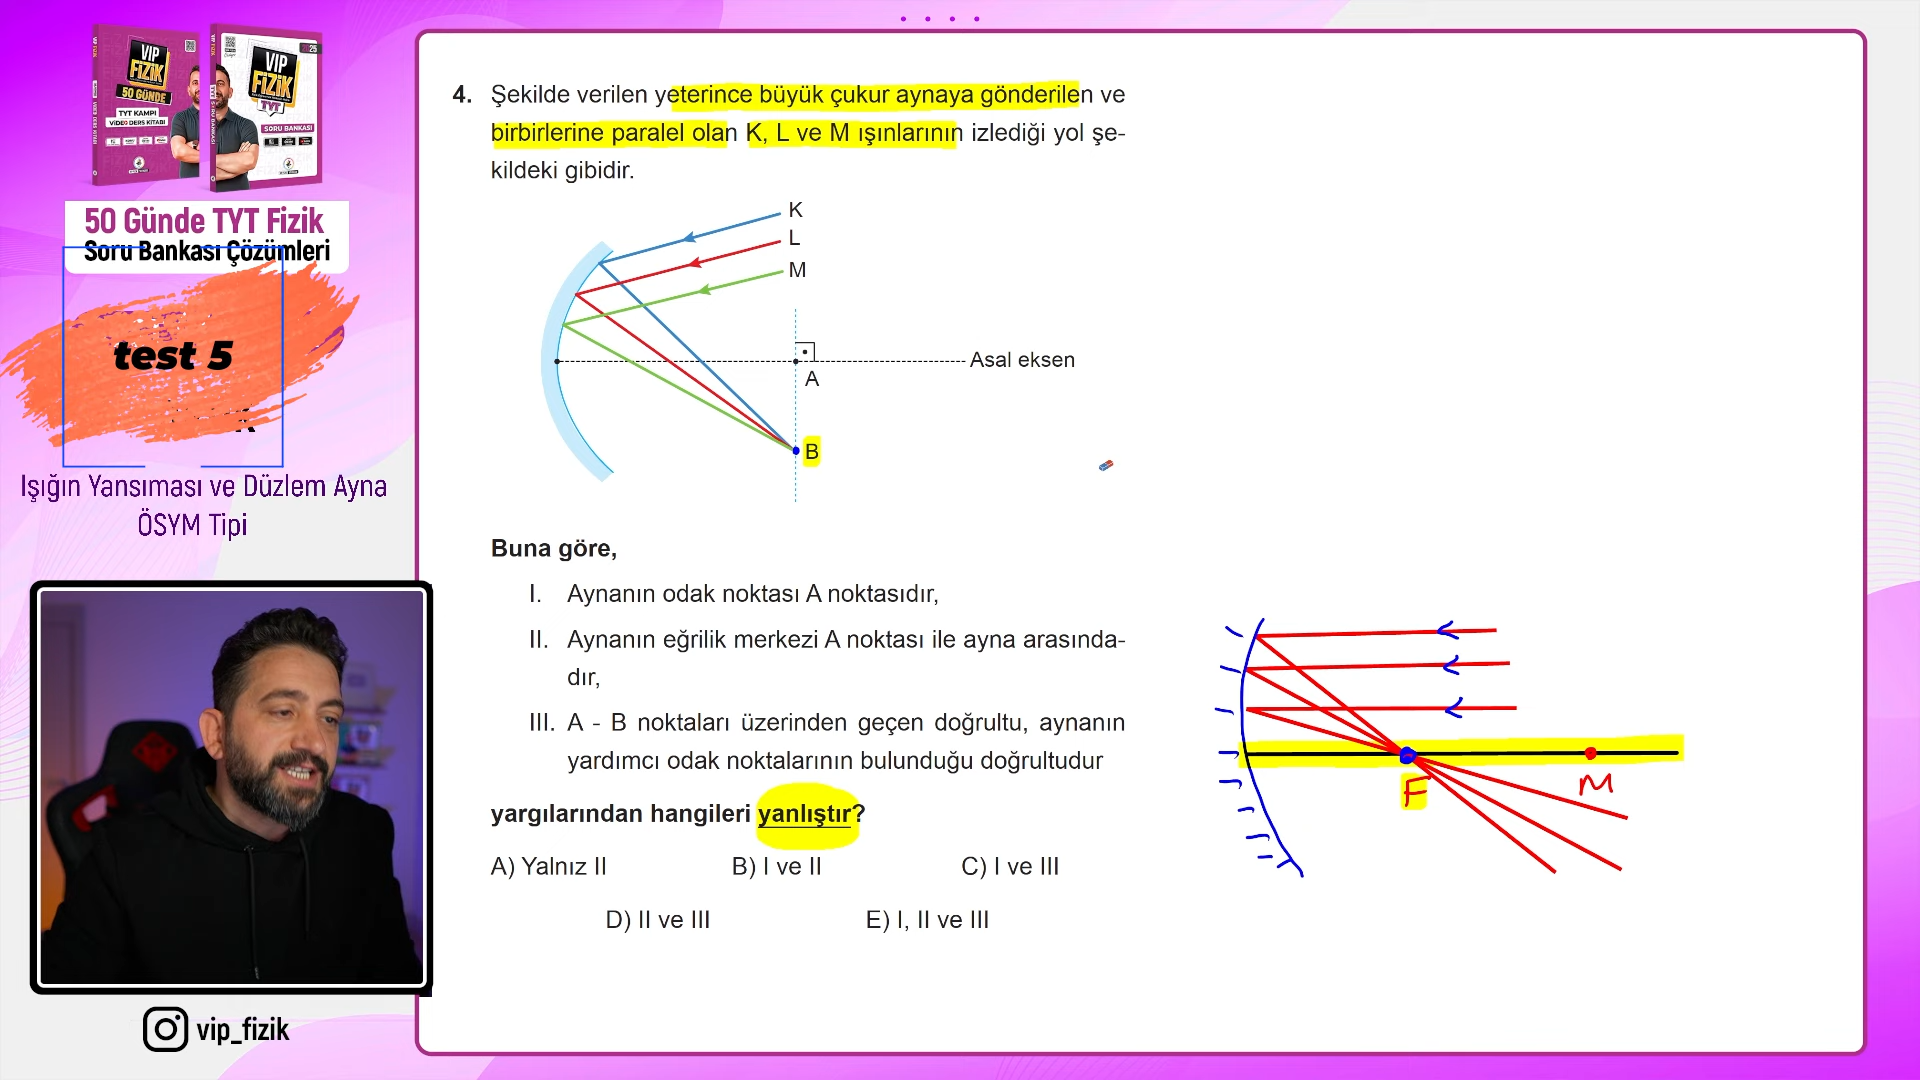 VIP
FİZİK
50 GÜNDE
TYT KAMPI
VİDEO DERS KİTABI
VIP
FİZİK
TYT
SORU BANKASI
50 Günde TYT Fizik
Soru Bankası Çözümleri
test 5
Işığın Yansıması ve Düzlem Ayna
ÖSYM Tipi
vip_fizik
4. Şekilde verilen yeterince büyük çukur aynaya gönderilen ve
birbirlerine paralel olan K, L ve M ışınlarının izlediği yol şe-
kildeki gibidir.
K
L
M
Asal eksen
A
B
Buna göre,
I. Aynanın odak noktası A noktasıdır,
II. Aynanın eğrilik merkezi A noktası ile ayna arasında-
dır,
III. A - B noktaları üzerinden geçen doğrultu, aynanın
yardımcı odak noktalarının bulunduğu doğrultudur
yargılarından hangileri yanlıştır?
A) Yalnız II B) I ve II C) I ve III
D) II ve III E) I, II ve III
F
M